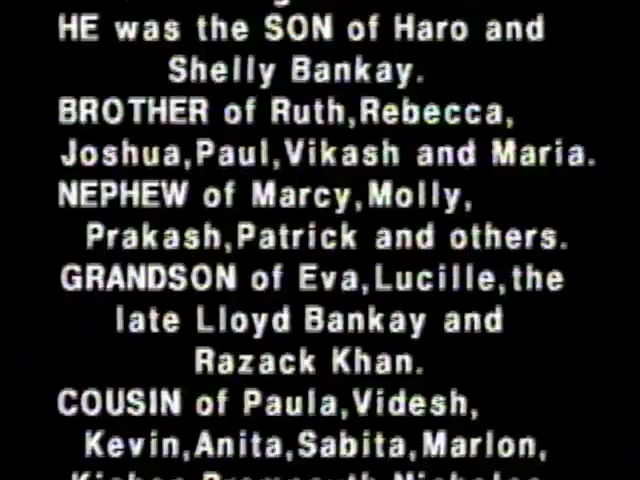 HE was the SON of Haro and
Shelly Bankay.
BROTHER of Ruth,Rebecca,
Joshua,Paul,Vikash and Maria.
NEPHEW of Marcy,Molly,
Prakash,Patrick and others.
GRANDSON of Eva,Lucille,the
late Lloyd Bankay and
Razack Khan.
COUSIN of Paula,Videsh,
Kevin,Anita,Sabita,Marlon,